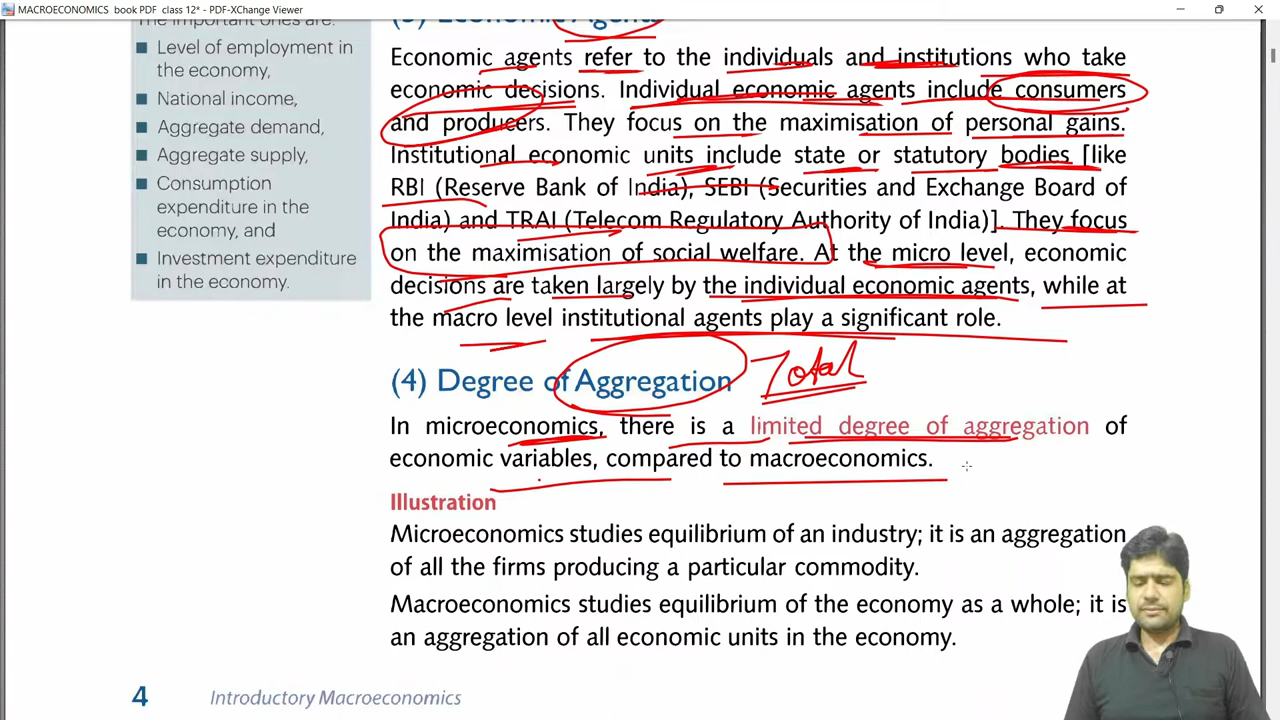 MACROECONOMICS book PDF class 12* - PDF-XChange Viewer
The important ones are:
Level of employment in
the economy,
National income,
Aggregate demand,
Aggregate supply,
Consumption
expenditure in the
economy, and
Investment expenditure
in the economy.
(3) Economic Agents
Economic agents refer to the individuals and institutions who take
economic decisions. Individual economic agents include consumers
and producers. They focus on the maximisation of personal gains.
Institutional economic units include state or statutory bodies [like
RBI (Reserve Bank of India), SEBI (Securities and Exchange Board of
India) and TRAI (Telecom Regulatory Authority of India)]. They focus
on the maximisation of social welfare. At the micro level, economic
decisions are taken largely by the individual economic agents, while at
the macro level institutional agents play a significant role.
(4) Degree of Aggregation Total
In microeconomics, there is a limited degree of aggregation of
economic variables, compared to macroeconomics.
Illustration
Microeconomics studies equilibrium of an industry; it is an aggregation
of all the firms producing a particular commodity.
Macroeconomics studies equilibrium of the economy as a whole; it is
an aggregation of all economic units in the economy.
4 Introductory Macroeconomics